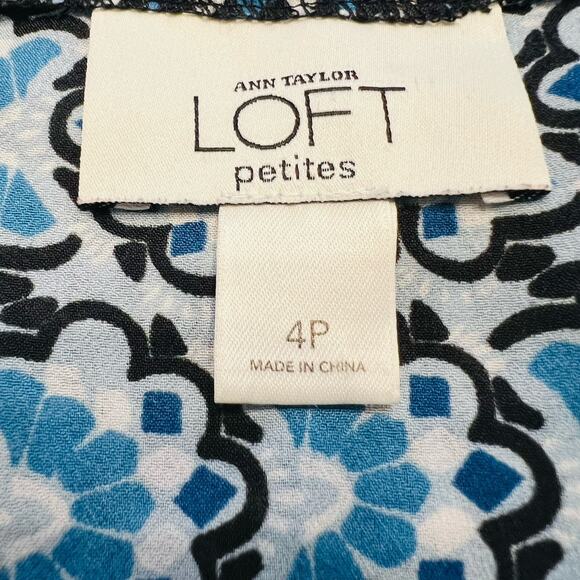 ANN TAYLOR
LOFT
petites
4P
MADE IN CHINA